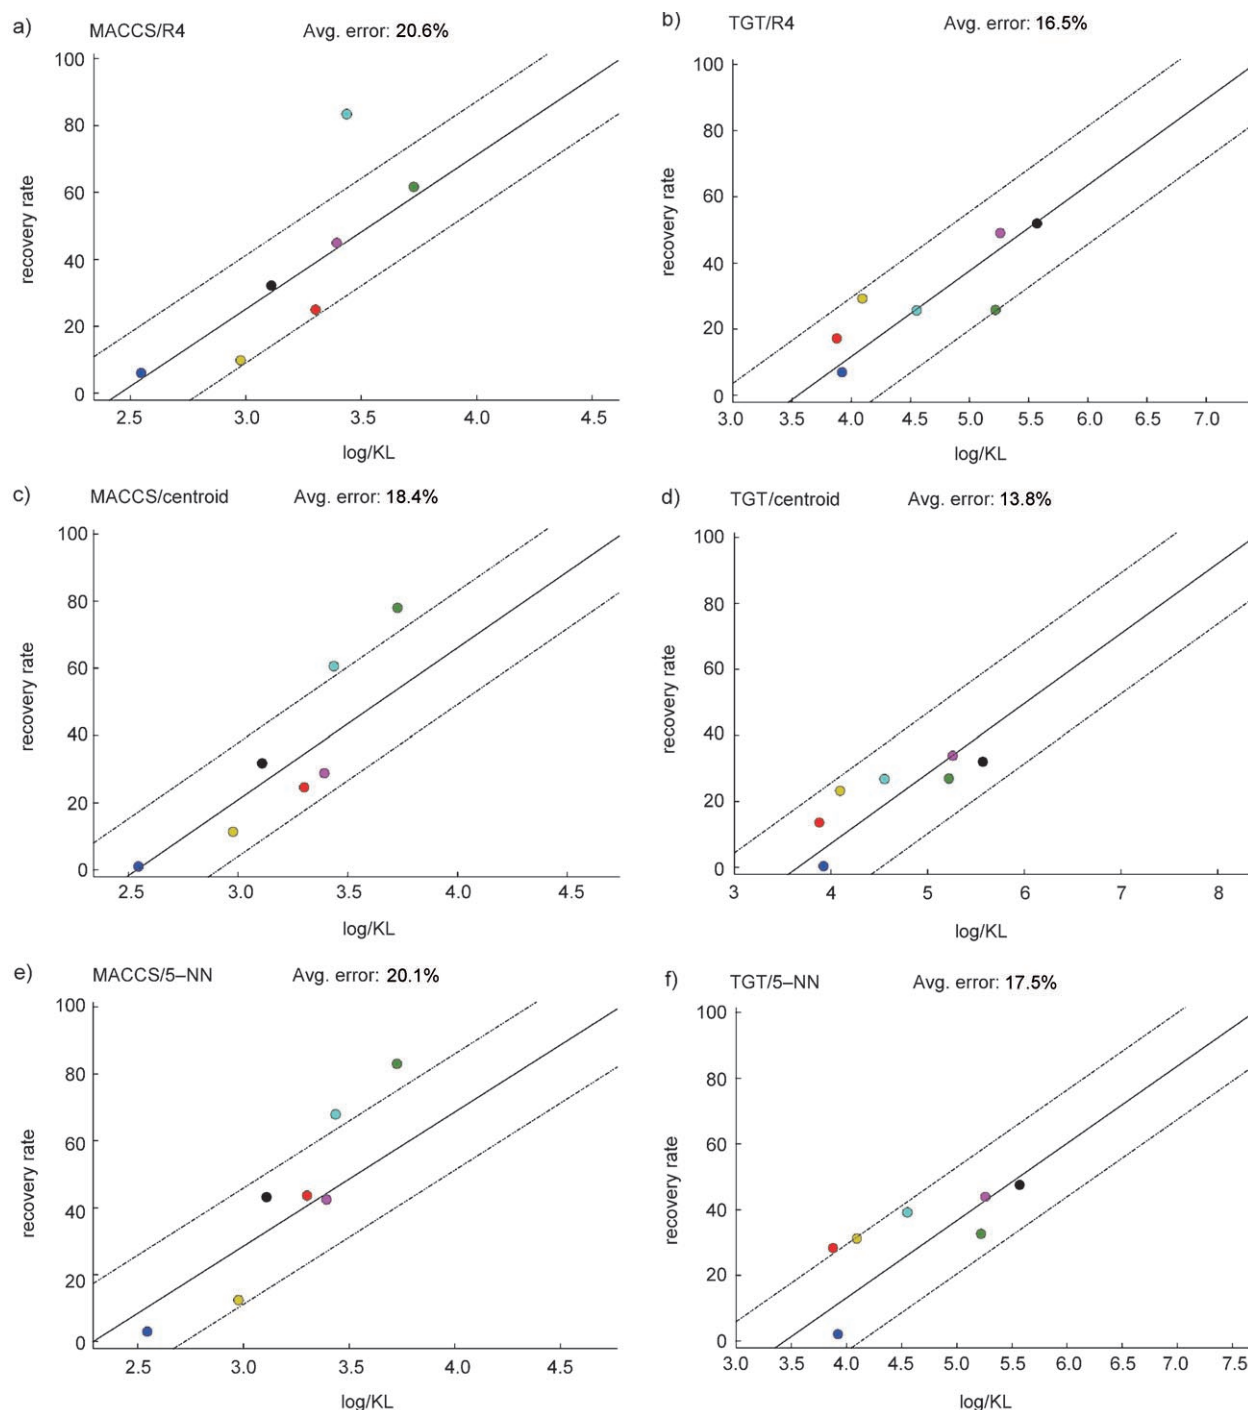 a) MACCS/R4 Avg. error: 20.6%
100
80
60
40
20
0
recovery rate
2.5 3.0 3.5 4.0 4.5
log/KL
b) TGT/R4 Avg. error: 16.5%
100
80
60
40
20
0
recovery rate
3.0 3.5 4.0 4.5 5.0 5.5 6.0 6.5 7.0
log/KL
c) MACCS/centroid Avg. error: 18.4%
100
80
60
40
20
0
recovery rate
2.5 3.0 3.5 4.0 4.5
log/KL
d) TGT/centroid Avg. error: 13.8%
100
80
60
40
20
0
recovery rate
3 4 5 6 7 8
log/KL
e) MACCS/5–NN Avg. error: 20.1%
100
80
60
40
20
0
recovery rate
2.5 3.0 3.5 4.0 4.5
log/KL
f) TGT/5–NN Avg. error: 17.5%
100
80
60
40
20
0
recovery rate
3.0 3.5 4.0 4.5 5.0 5.5 6.0 6.5 7.0 7.5
log/KL